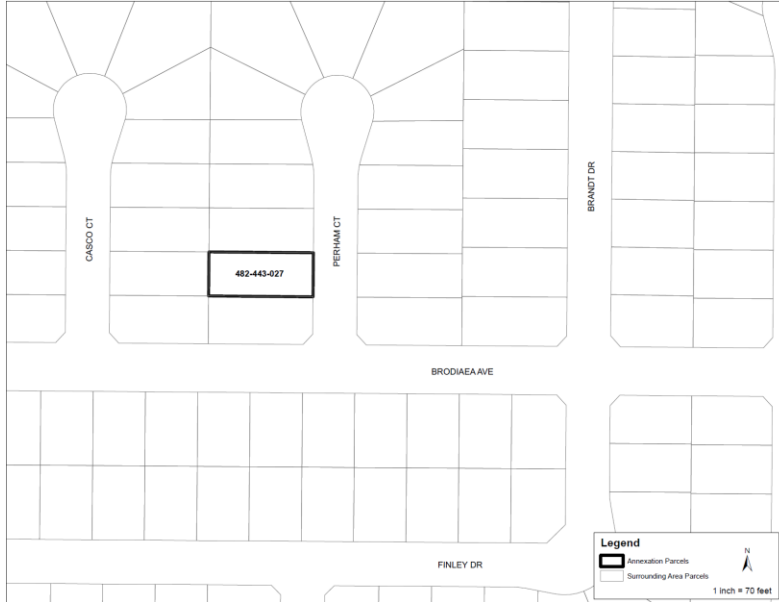 BRANDT DR
CASCO CT
PERHAM CT
482-443-027
BRODIAEA AVE
FINLEY DR
Legend
Annexation Parcels
Surrounding Area Parcels
N
1 inch = 70 feet